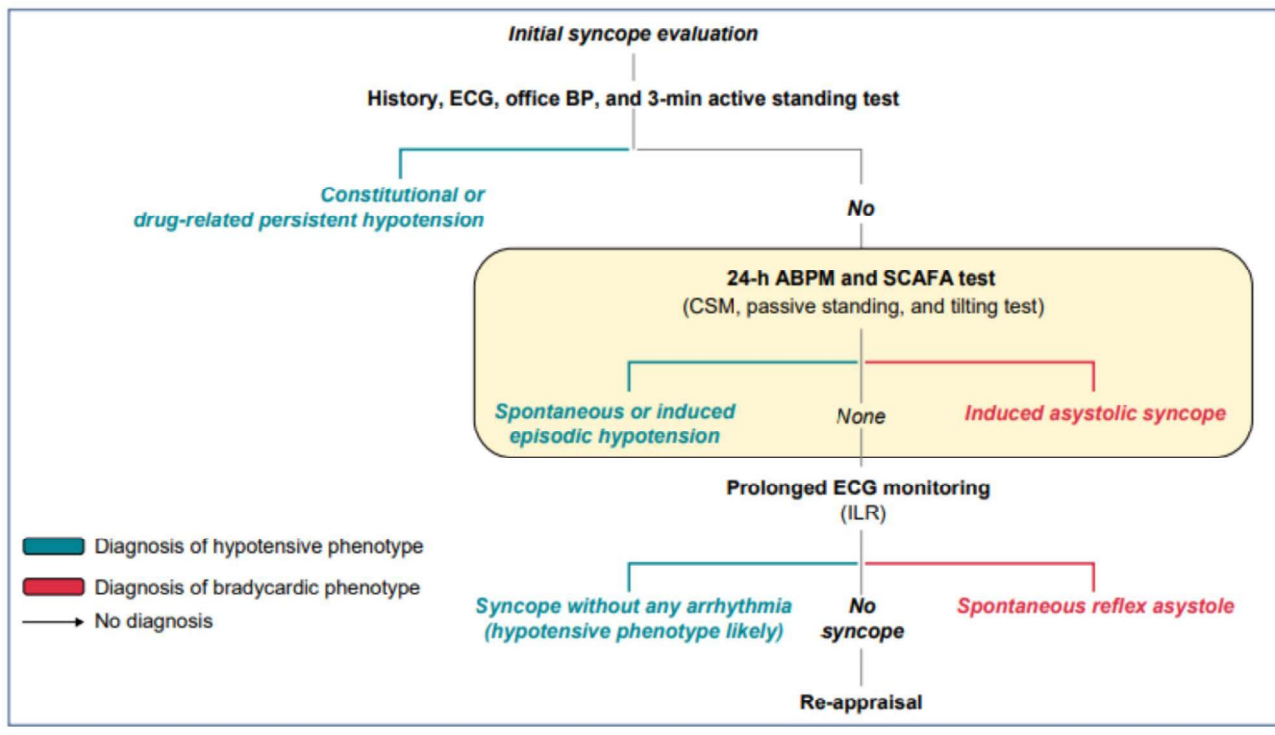 Initial syncope evaluation
History, ECG, office BP, and 3-min active standing test
Constitutional or
drug-related persistent hypotension
No
24-h ABPM and SCAFA test
(CSM, passive standing, and tilting test)
Spontaneous or induced
episodic hypotension
None
Induced asystolic syncope
Prolonged ECG monitoring
(ILR)
Diagnosis of hypotensive phenotype
Diagnosis of bradycardic phenotype
No diagnosis
Syncope without any arrhythmia
(hypotensive phenotype likely)
No
syncope
Spontaneous reflex asystole
Re-appraisal